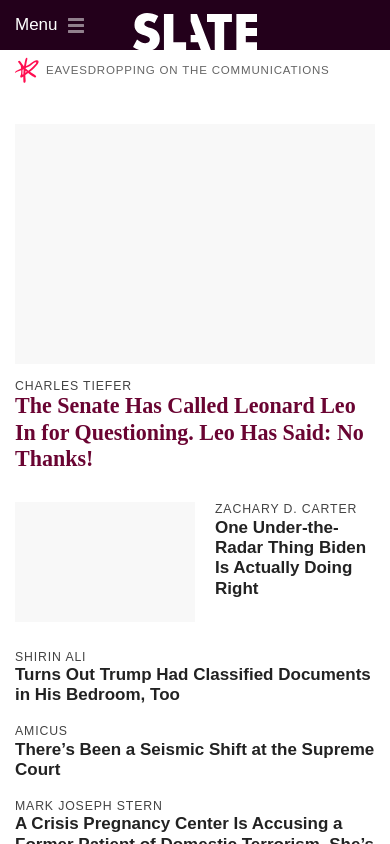 Menu
SLATE
EAVESDROPPING ON THE COMMUNICATIONS
CHARLES TIEFER
The Senate Has Called Leonard Leo
In for Questioning. Leo Has Said: No
Thanks!
ZACHARY D. CARTER
One Under-the-
Radar Thing Biden
Is Actually Doing
Right
SHIRIN ALI
Turns Out Trump Had Classified Documents
in His Bedroom, Too
AMICUS
There’s Been a Seismic Shift at the Supreme
Court
MARK JOSEPH STERN
A Crisis Pregnancy Center Is Accusing a
Former Patient of Domestic Terrorism. She’s